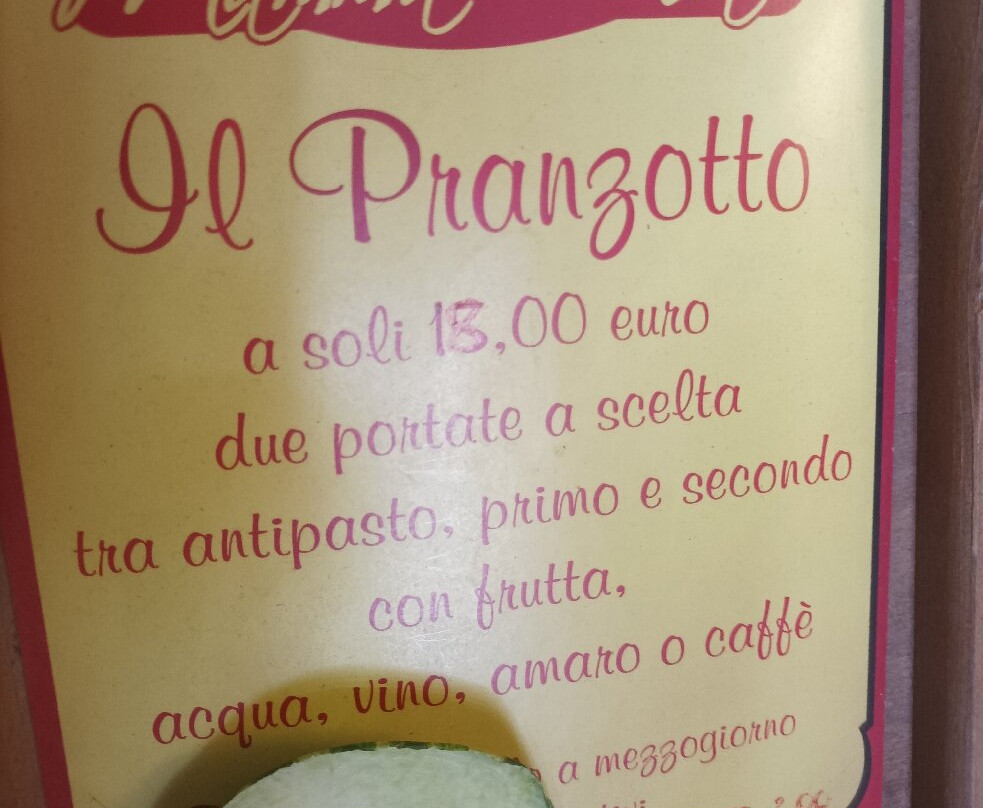 Il Pranzotto
a soli 13,00 euro
due portate a scelta
tra antipasto, primo e secondo
con frutta,
acqua, vino, amaro o caffè
a mezzogiorno